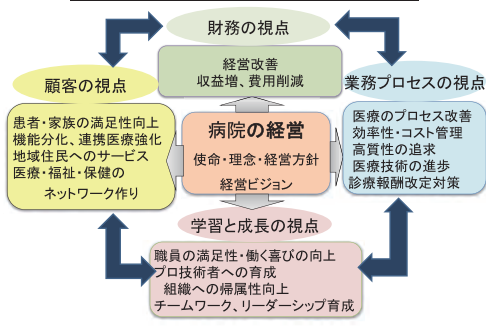 財務の視点
経営改善
収益増、費用削減
顧客の視点
患者・家族の満足性向上
機能分化、連携医療強化
地域住民へのサービス
医療・福祉・保健の
ネットワーク作り
病院の経営
使命・理念・経営方針
経営ビジョン
業務プロセスの視点
医療のプロセス改善
効率性・コスト管理
高質性の追求
医療技術の進歩
診療報酬改定対策
学習と成長の視点
職員の満足性・働く喜びの向上
プロ技術者への育成
組織への帰属性向上
チームワーク、リーダーシップ育成